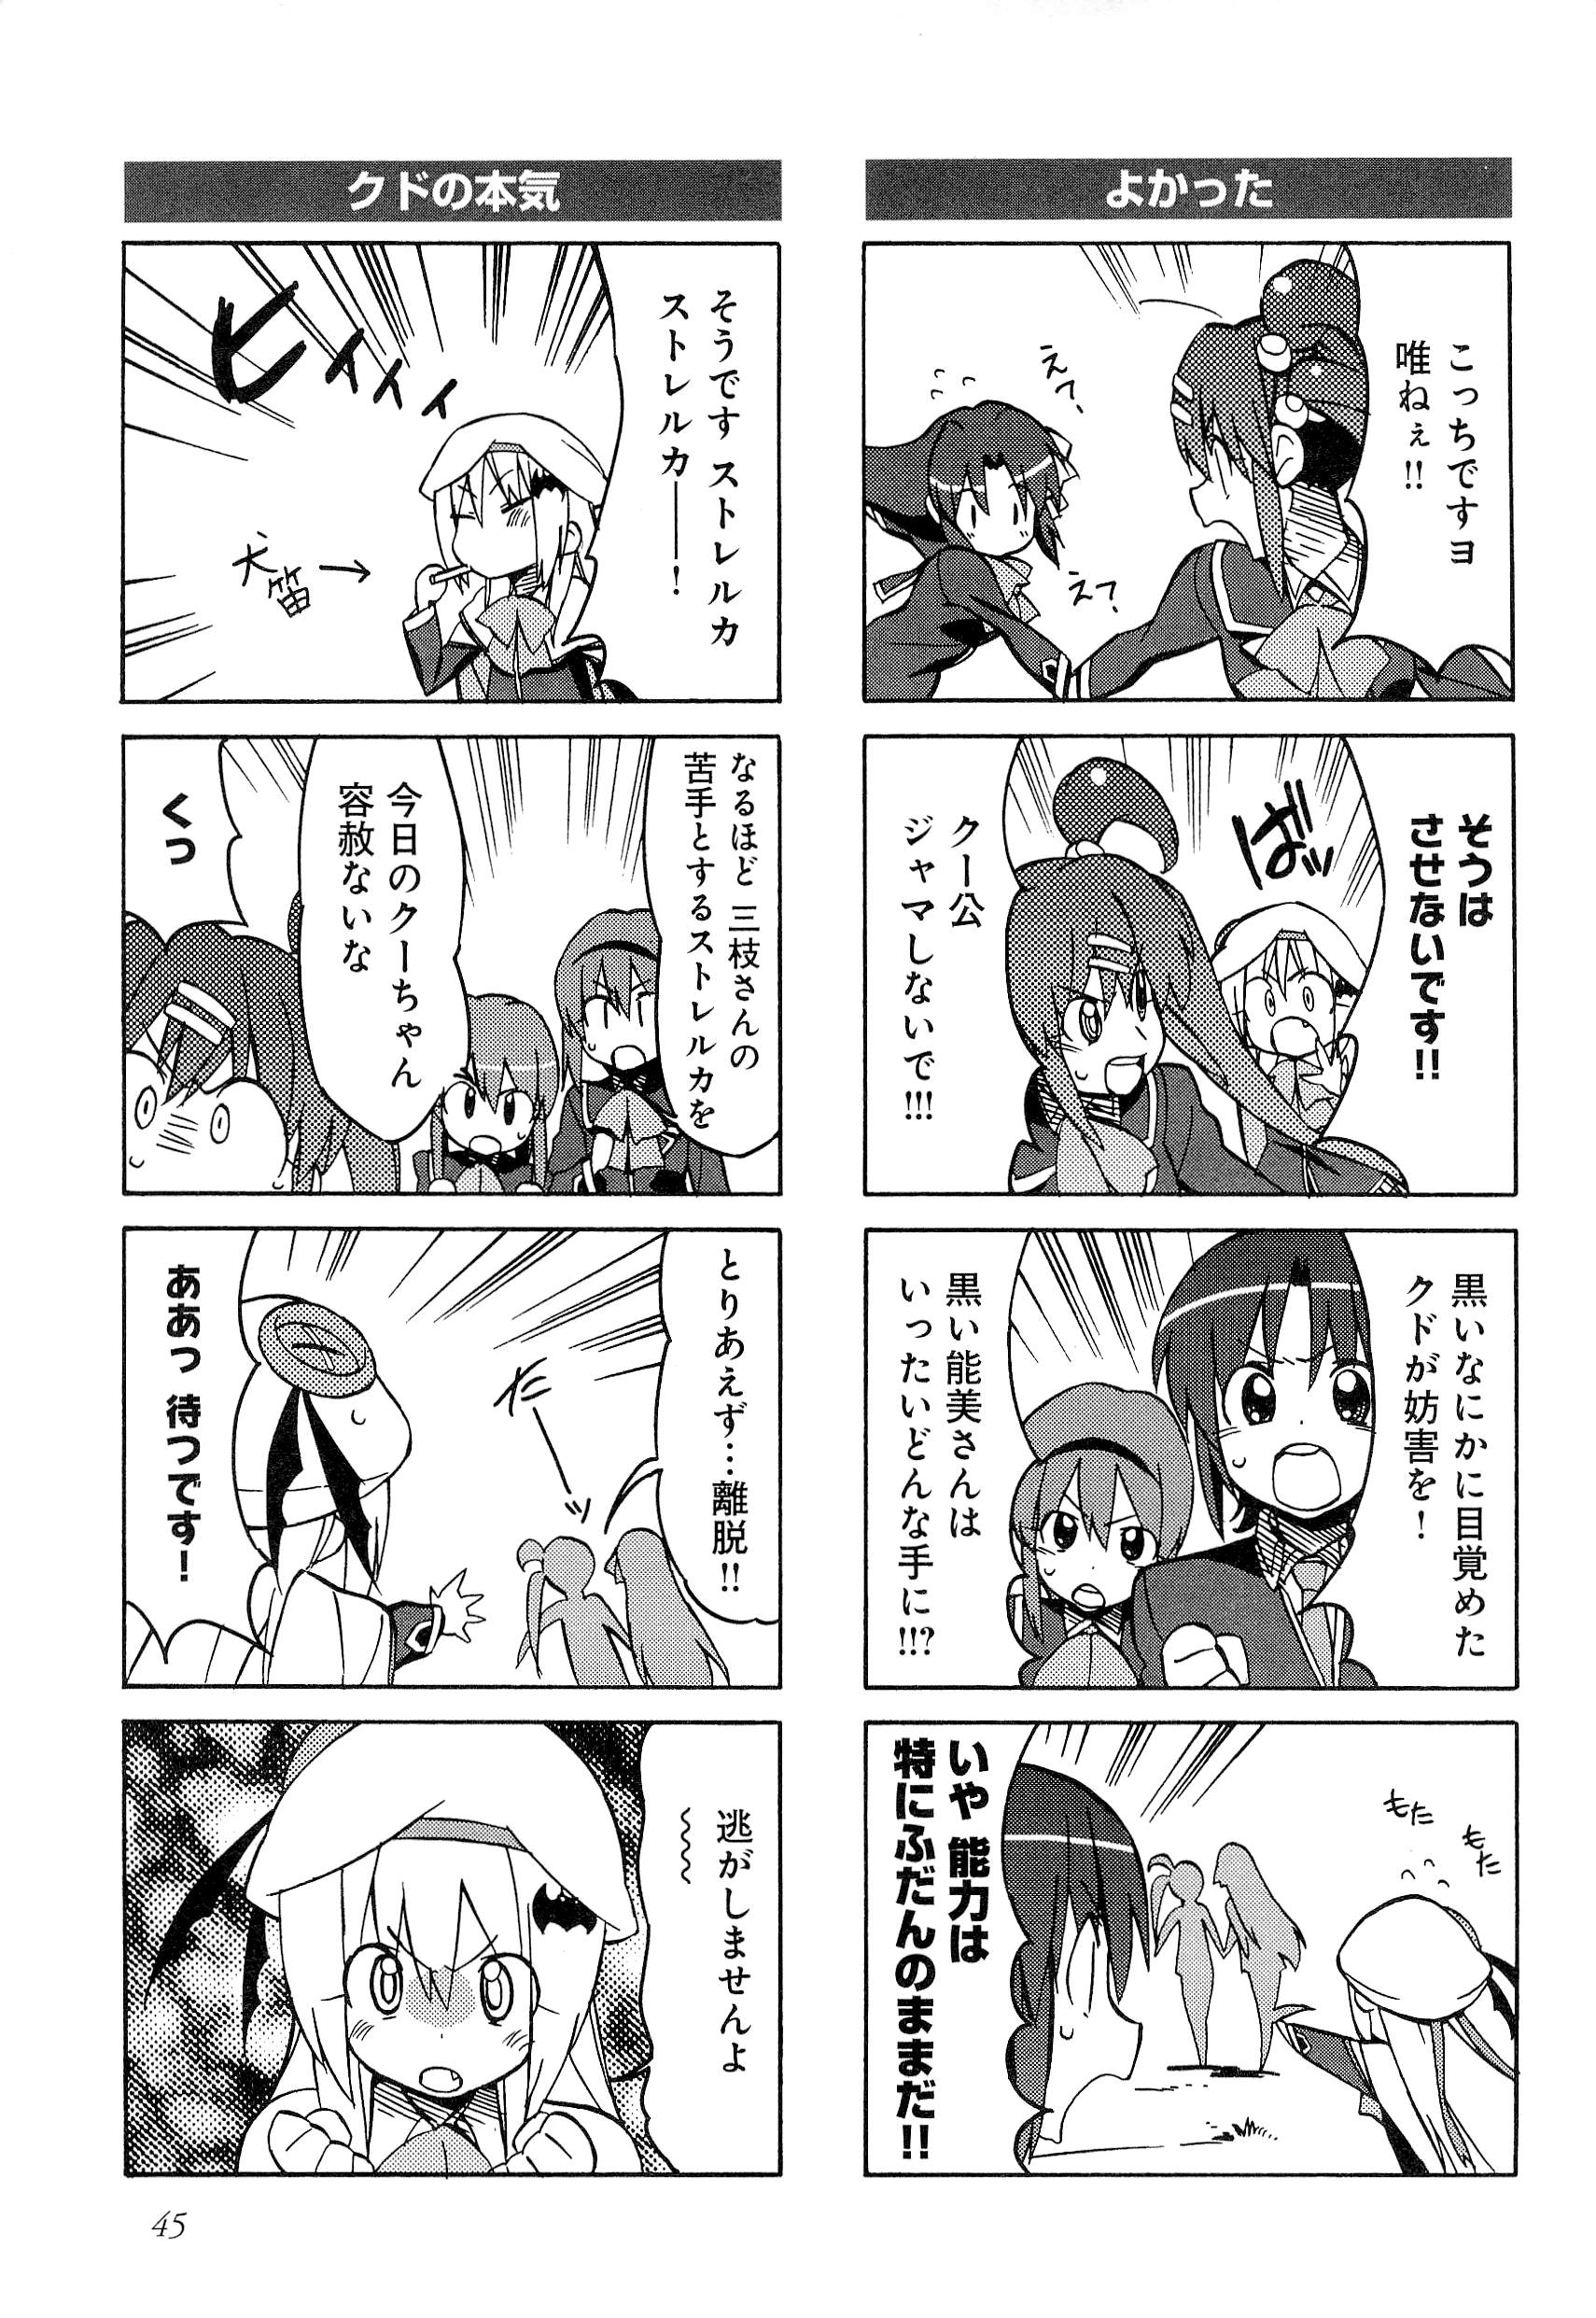 よかった
こっちですヨ
唯ねぇ!!
えて、
えて?
そうは
させないです!!
ばっ
クー公
ジャマしないで!!!
黒いなにかに目覚めた
クドが妨害を!
黒い能美さんは
いったいどんな手に!!?
もた
もた
いや 能力は
特にふだんのままだ!!
クドの本気
そうです ストレルカ
ストレルカ――!
ピィィィ
犬笛→
なるほど 三枝さんの
苦手とするストレルカを
今日のクーちゃん
容赦ないな
くっ
とりあえず…離脱!!
だーッ
ああっ 待つです!
逃がしませんよ
45